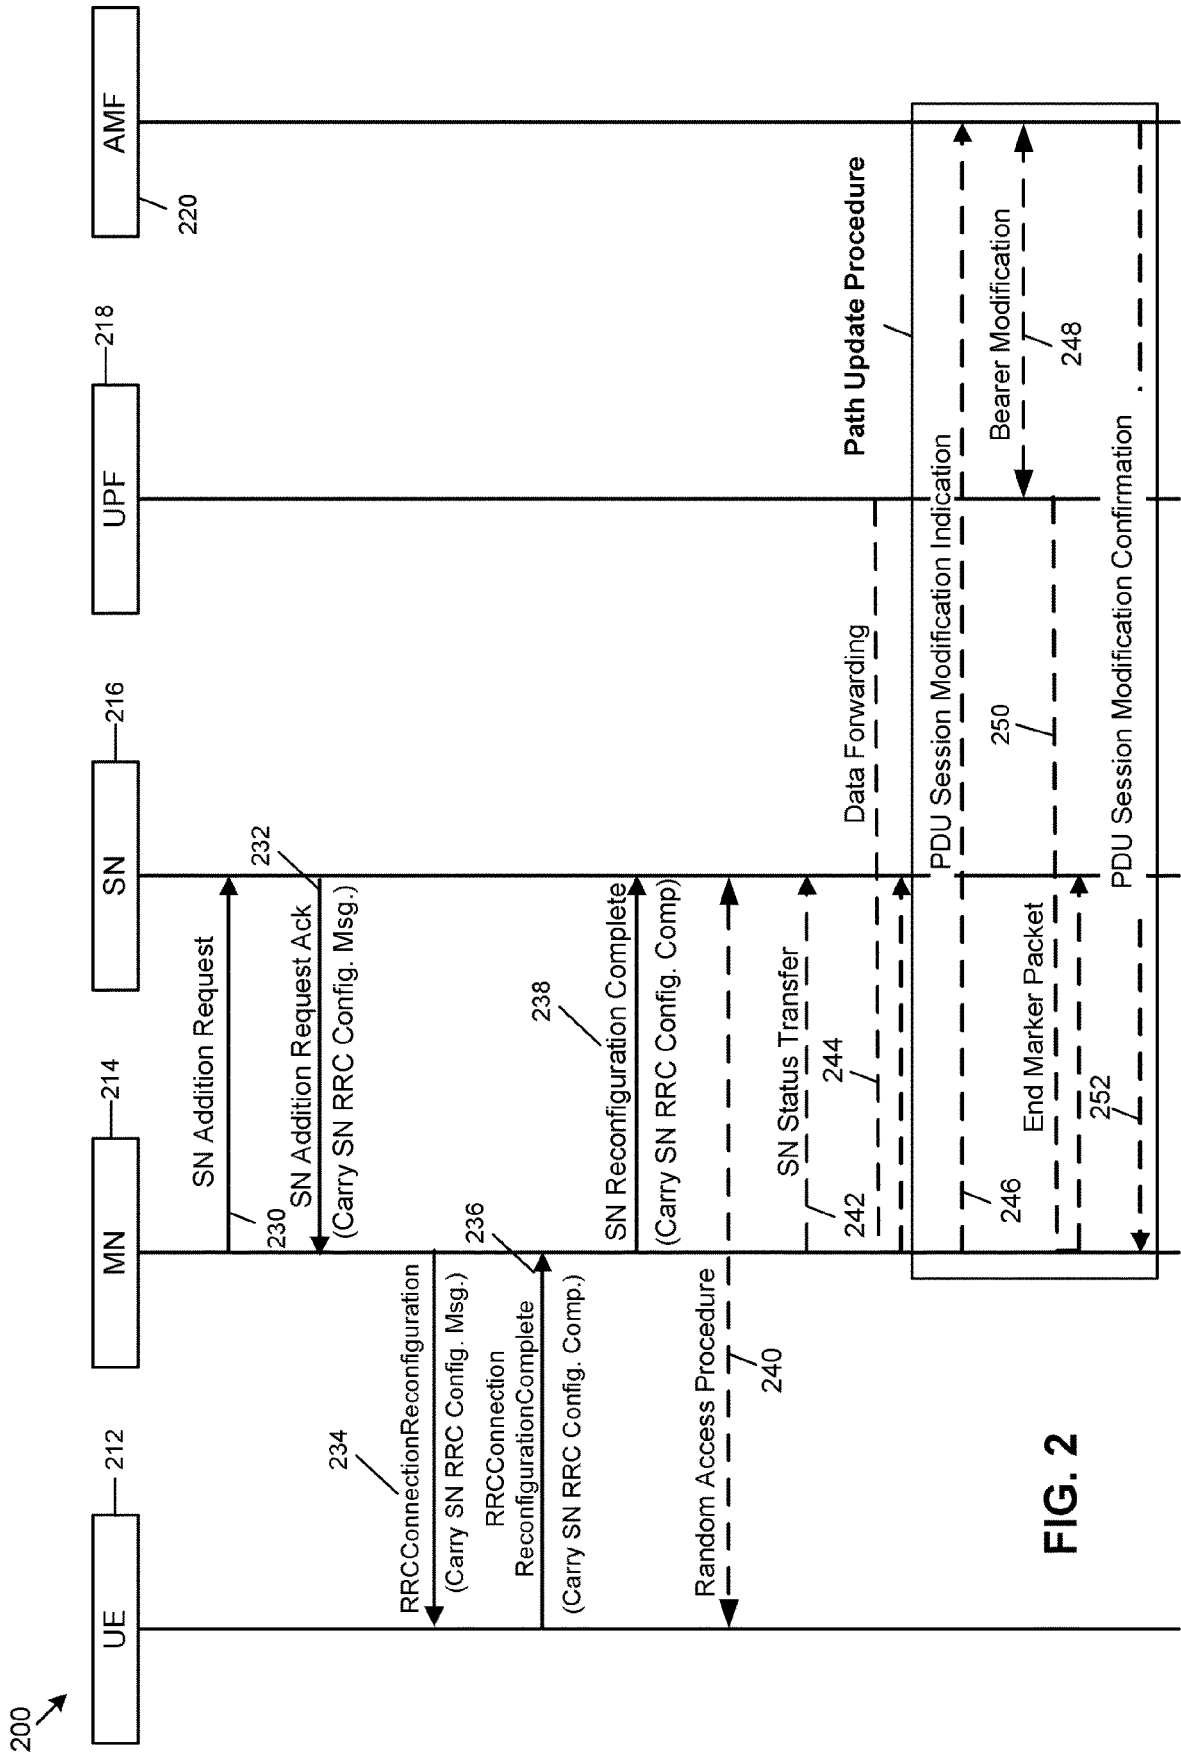 200
UE
212
MN
214
SN
216
UPF
218
AMF
220
SN Addition Request
230
232
SN Addition Request Ack
(Carry SN RRC Config. Msg.)
234
RRCConnectionReconfiguration
(Carry SN RRC Config. Msg.)
236
RRCConnection
ReconfigurationComplete
(Carry SN RRC Config. Comp.)
238
SN Reconfiguration Complete
(Carry SN RRC Config. Comp)
Random Access Procedure
240
SN Status Transfer
242
Data Forwarding
244
Path Update Procedure
PDU Session Modification Indication
246
Bearer Modification
248
End Marker Packet
250
PDU Session Modification Confirmation
252
FIG. 2